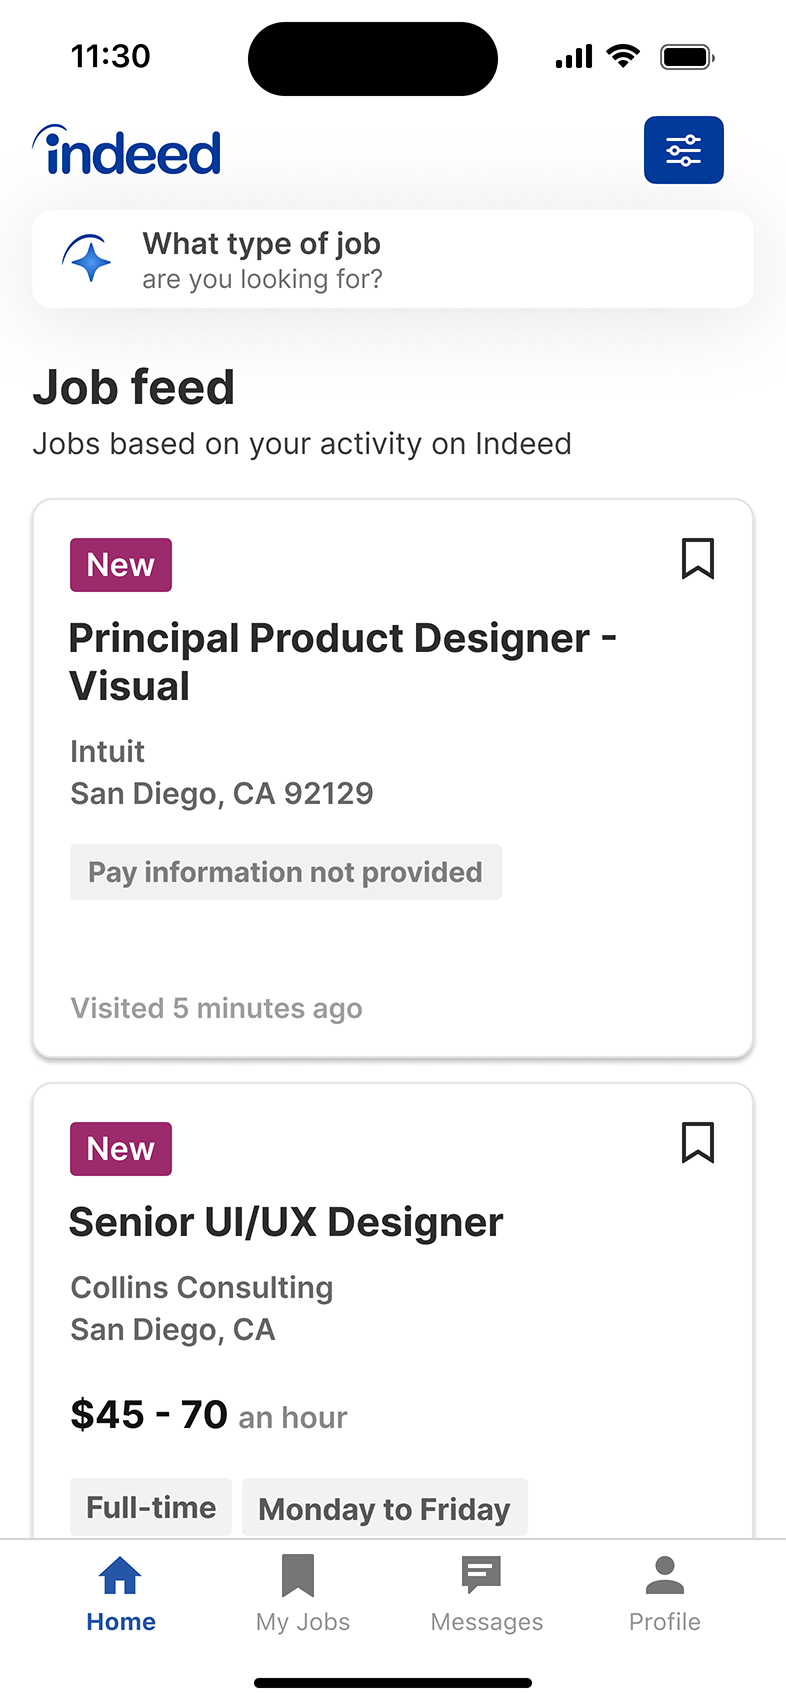 11:30
indeed
What type of job
are you looking for?
Job feed
Jobs based on your activity on Indeed
New
Principal Product Designer -
Visual
Intuit
San Diego, CA 92129
Pay information not provided
Visited 5 minutes ago
New
Senior UI/UX Designer
Collins Consulting
San Diego, CA
$45 - 70 an hour
Full-time Monday to Friday
Home My Jobs Messages Profile